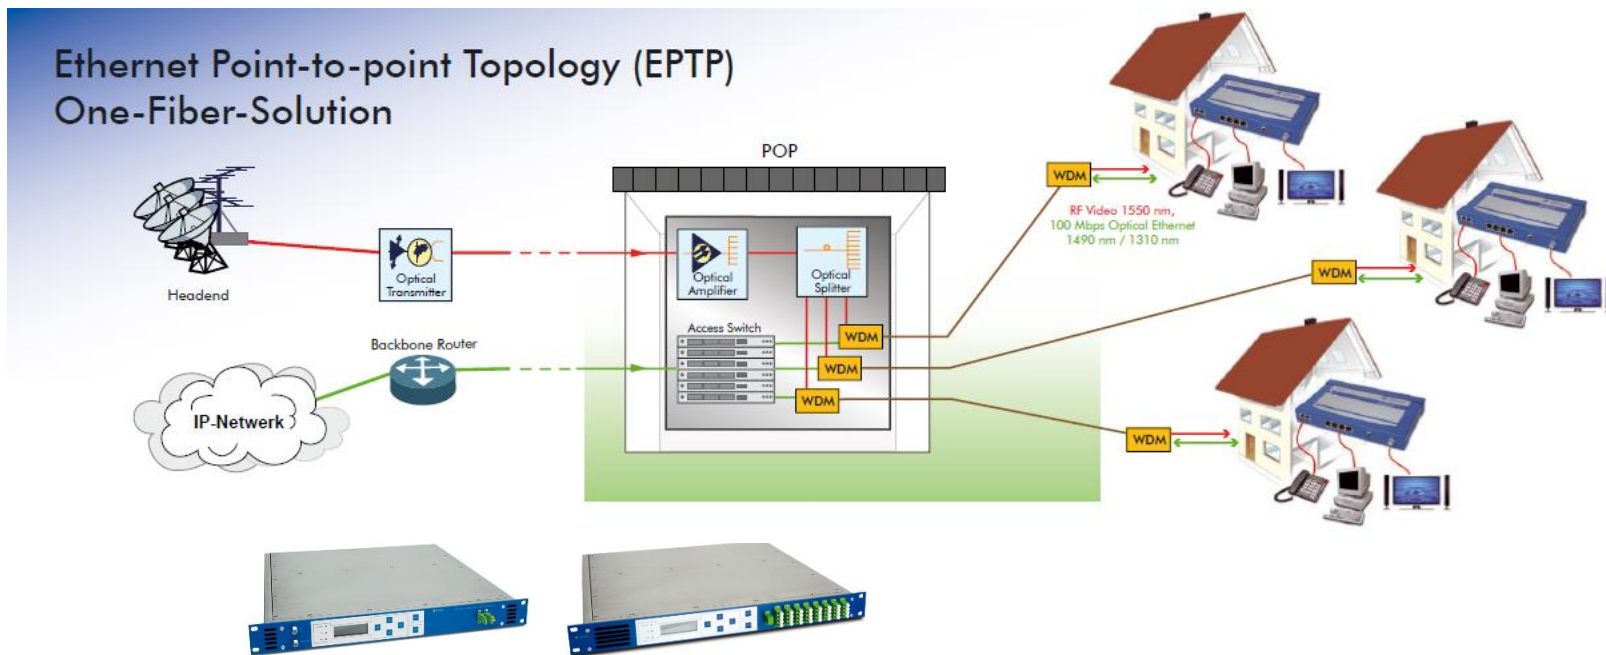 Ethernet Point-to-point Topology (EPTP)
One-Fiber-Solution
POP
WDM
RF Video 1550 nm,
100 Mbps Optical Ethernet
1490 nm / 1310 nm
Headend
Optical
Transmitter
Optical
Amplifier
Optical
Splitter
WDM
Access Switch
WDM
Backbone Router
WDM
WDM
IP-Netwerk
WDM
WDM